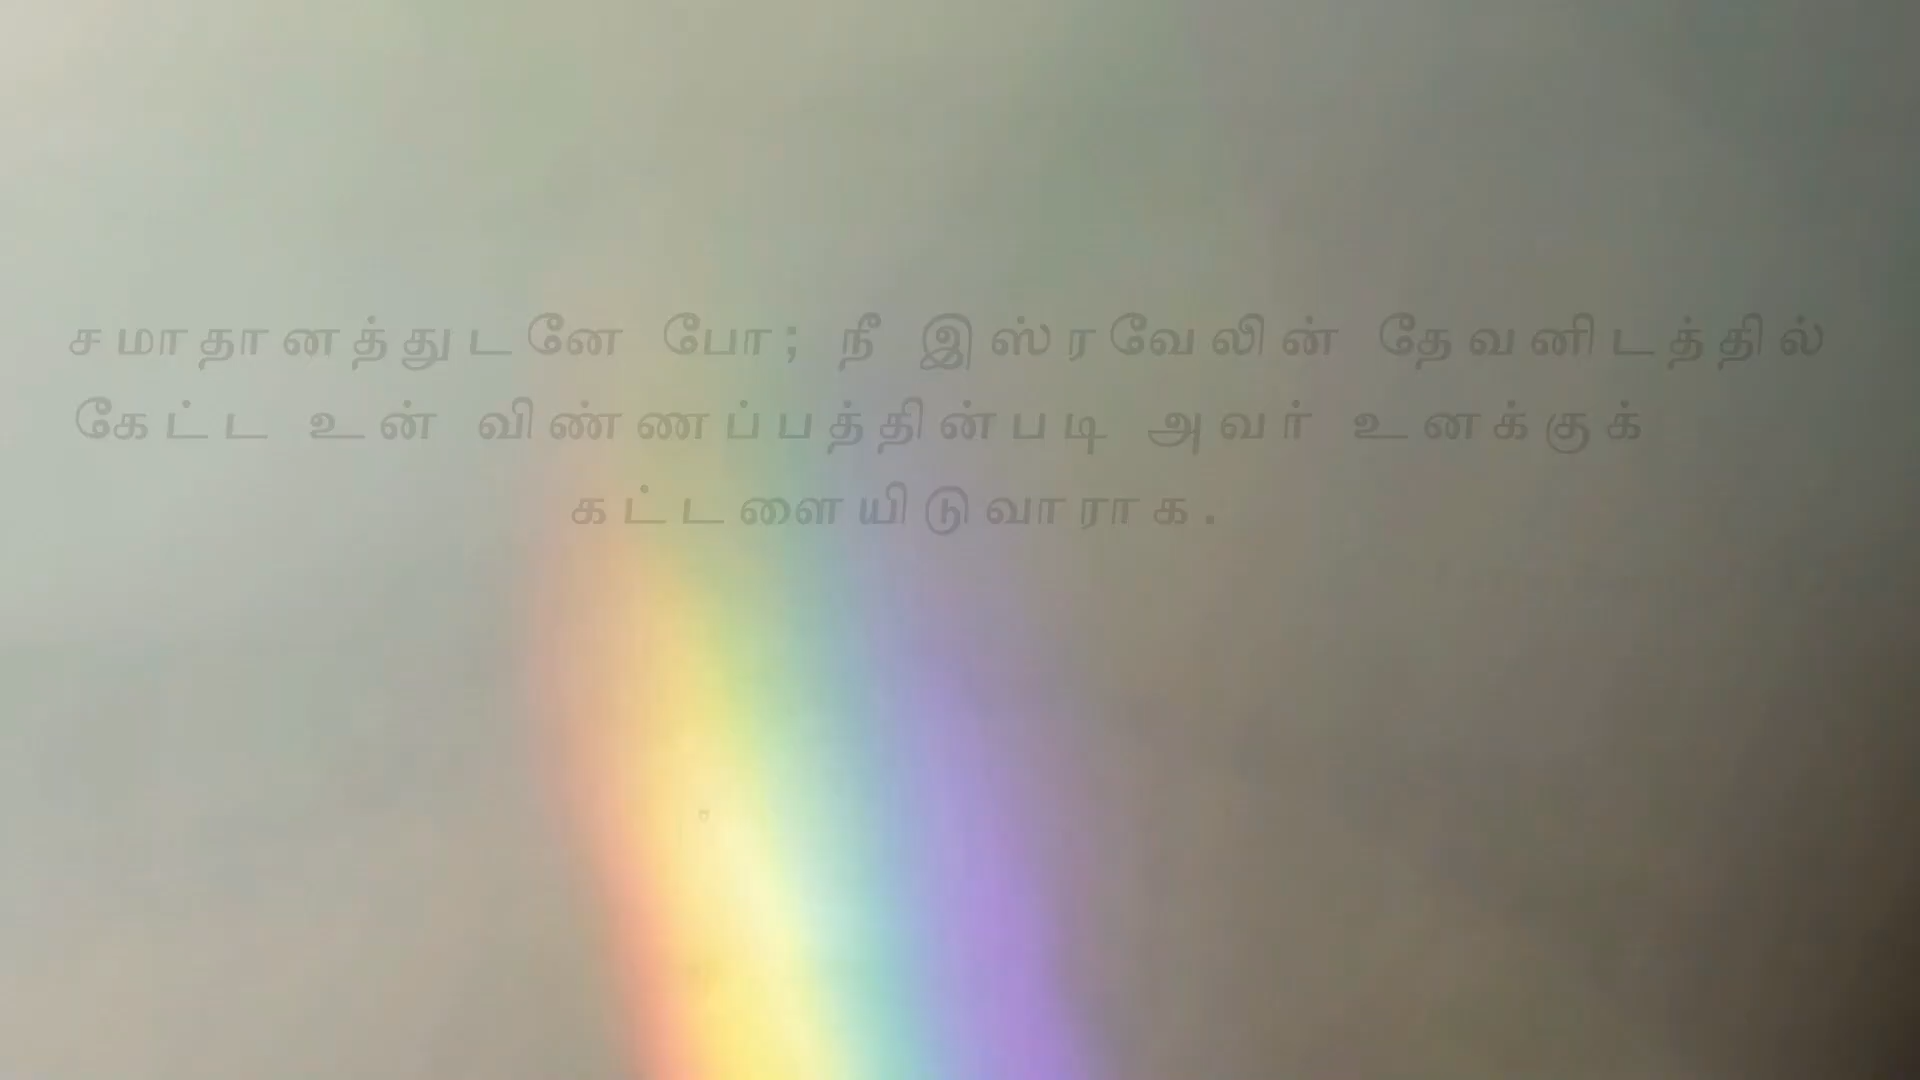 சமாதானத்துடனே போ; நீ இஸ்ரவேலின் தேவனிடத்தில்
கேட்ட உன் விண்ணப்பத்தின்படி அவர் உனக்குக்
கட்டளையிடுவாராக.